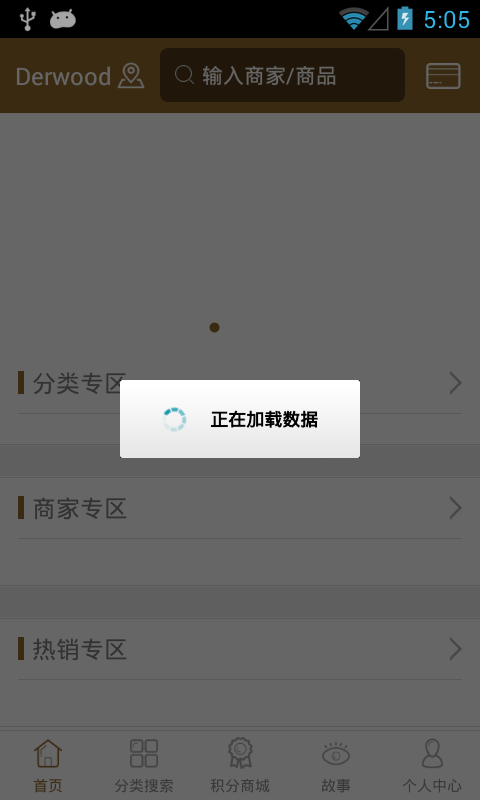 5:05
Derwood
输入商家/商品
分类专区
正在加载数据
商家专区
热销专区
首页
分类搜索
积分商城
故事
个人中心